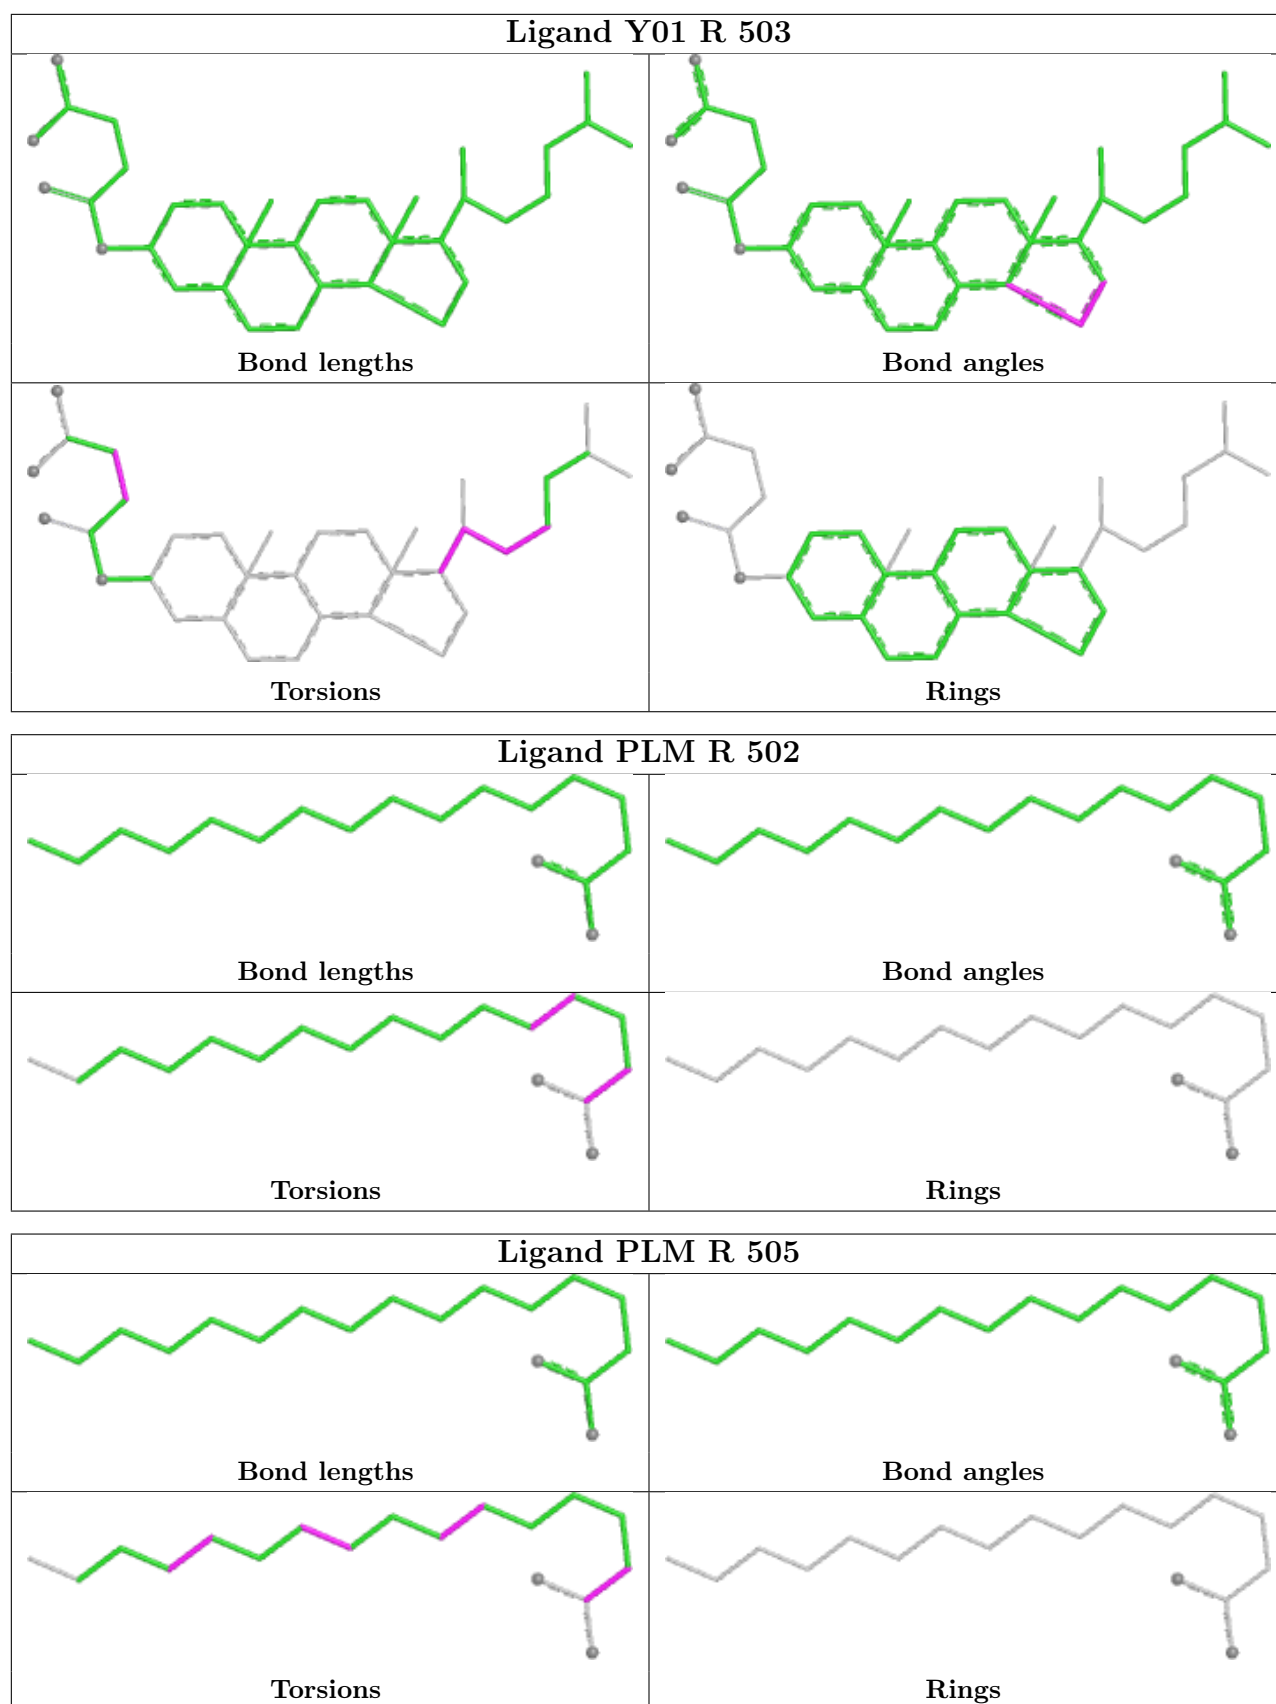 Ligand Y01 R 503
Bond lengths
Bond angles
Torsions
Rings
Ligand PLM R 502
Bond lengths
Bond angles
Torsions
Rings
Ligand PLM R 505
Bond lengths
Bond angles
Torsions
Rings